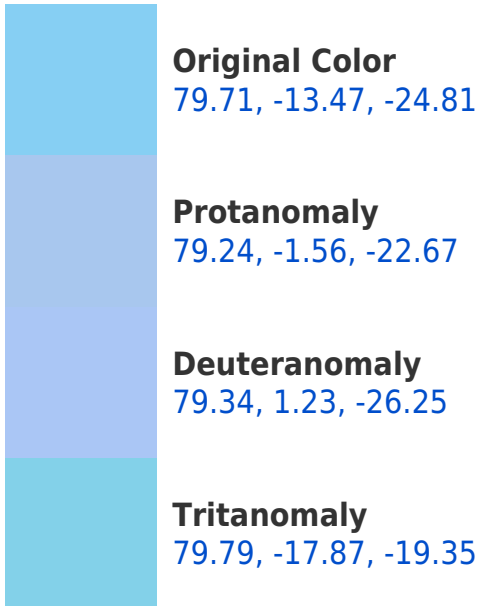 Original Color
79.71, -13.47, -24.81
Protanomaly
79.24, -1.56, -22.67
Deuteranomaly
79.34, 1.23, -26.25
Tritanomaly
79.79, -17.87, -19.35